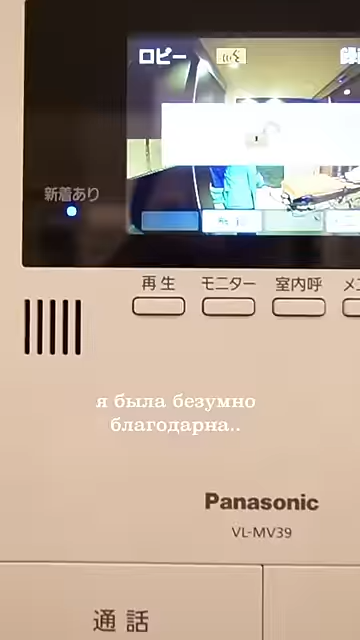 ロビー
新着あり
再生
モニター
室内呼
я была безумно
благодарна..
Panasonic
VL-MV39
通話